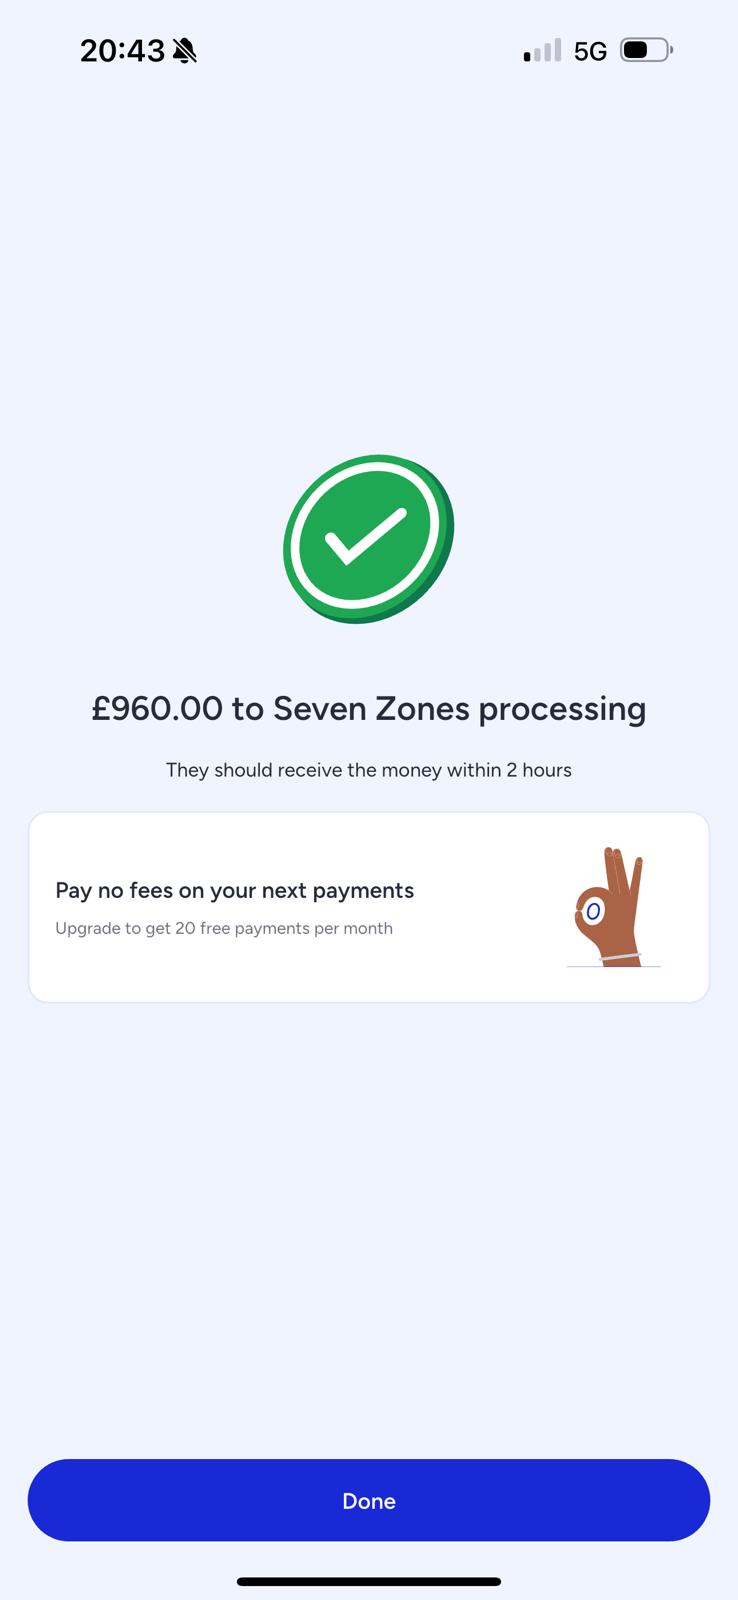 20:43
5G
£960.00 to Seven Zones processing
They should receive the money within 2 hours
Pay no fees on your next payments
Upgrade to get 20 free payments per month
0
Done